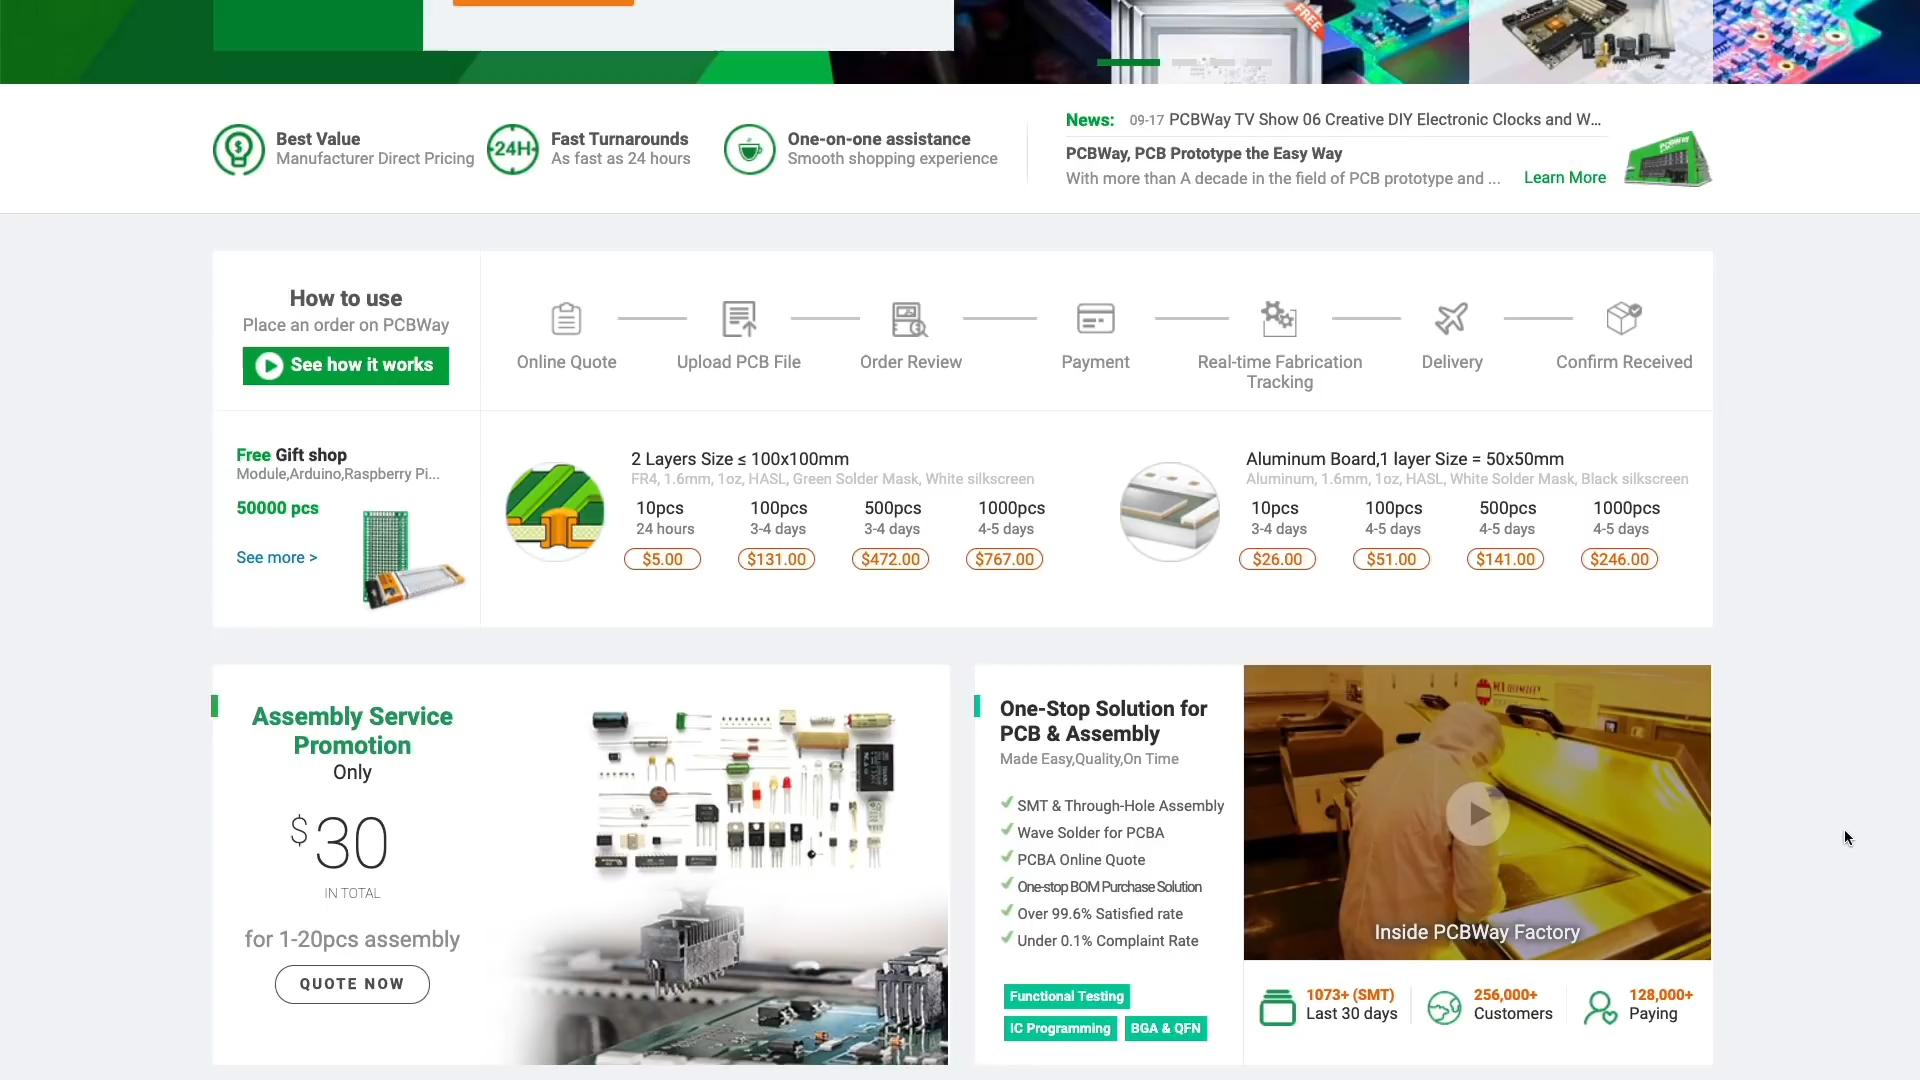 FREE
Best Value
Manufacturer Direct Pricing
24H
Fast Turnarounds
As fast as 24 hours
One-on-one assistance
Smooth shopping experience
News: 09-17 PCBWay TV Show 06 Creative DIY Electronic Clocks and W...
PCBWay, PCB Prototype the Easy Way
With more than A decade in the field of PCB prototype and ... Learn More
PCBWay
How to use
Place an order on PCBWay
See how it works
Online Quote
Upload PCB File
Order Review
Payment
Real-time Fabrication
Tracking
Delivery
Confirm Received
Free Gift shop
Module,Arduino,Raspberry Pi...
50000 pcs
See more >
2 Layers Size ≤ 100x100mm
FR4, 1.6mm, 1oz, HASL, Green Solder Mask, White silkscreen
10pcs 100pcs 500pcs 1000pcs
24 hours 3-4 days 3-4 days 4-5 days
$5.00 $131.00 $472.00 $767.00
Aluminum Board,1 layer Size = 50x50mm
Aluminum, 1.6mm, 1oz, HASL, White Solder Mask, Black silkscreen
10pcs 100pcs 500pcs 1000pcs
3-4 days 4-5 days 4-5 days 4-5 days
$26.00 $51.00 $141.00 $246.00
Assembly Service
Promotion
Only
$30
IN TOTAL
for 1-20pcs assembly
QUOTE NOW
One-Stop Solution for
PCB & Assembly
Made Easy,Quality,On Time
SMT & Through-Hole Assembly
Wave Solder for PCBA
PCBA Online Quote
One-stop BOM Purchase Solution
Over 99.6% Satisfied rate
Under 0.1% Complaint Rate
Functional Testing
IC Programming BGA & QFN
Inside PCBWay Factory
1073+ (SMT)
Last 30 days
256,000+
Customers
128,000+
Paying